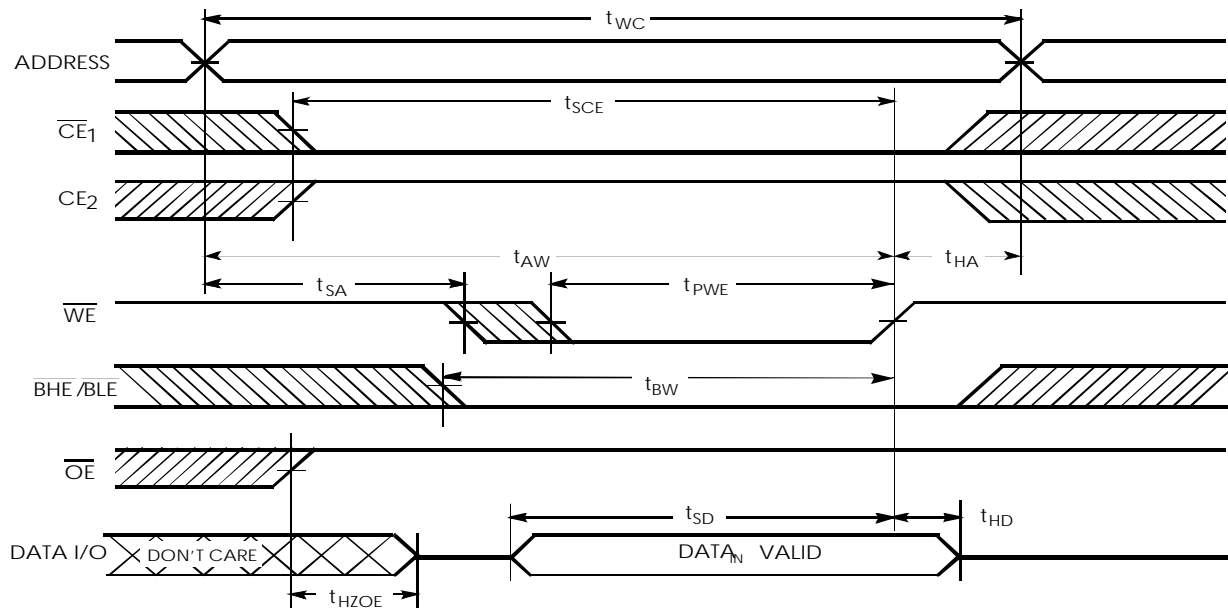 tWC
ADDRESS
tSCE
CE1
CE2
tAW
tHA
tSA
tPWE
WE
BHE/BLE
tBW
OE
tSD
tHD
DATA I/O
DON'T CARE
DATAIN VALID
tHZOE